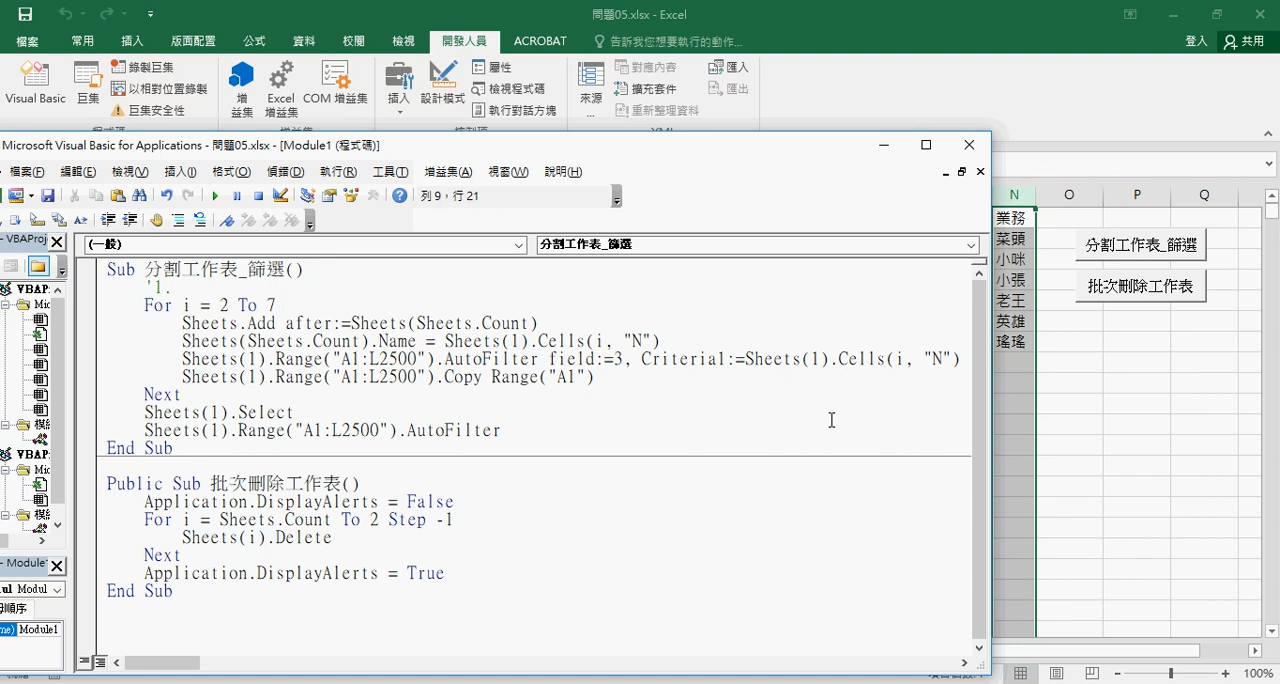 問題05.xlsx - Excel
檔案 常用 插入 版面配置 公式 資料 校閱 檢視 開發人員 ACROBAT 告訴我您想要執行的動作... 登入 共用
錄製巨集 屬性 對應內容 匯入
以相對位置錄製 檢視程式碼 擴充套件 匯出
巨集安全性 執行對話方塊 重新整理資料
Visual Basic 巨集 增益集 Excel 增益集 COM 增益集 插入 設計模式 來源 ...
Microsoft Visual Basic for Applications - 問題05.xlsx - [Module1 (程式碼)]
檔案(F) 編輯(E) 檢視(V) 插入(I) 格式(O) 偵錯(D) 執行(R) 工具(T) 增益集(A) 視窗(W) 說明(H)
列 9，行 21
- VBAProj
(一般) 分割工作表_篩選
Sub 分割工作表_篩選()
'1.
For i = 2 To 7
Sheets.Add after:=Sheets(Sheets.Count)
Sheets(Sheets.Count).Name = Sheets(1).Cells(i, "N")
Sheets(1).Range("A1:L2500").AutoFilter field:=3, Criteria1:=Sheets(1).Cells(i, "N")
Sheets(1).Range("A1:L2500").Copy Range("A1")
Next
Sheets(1).Select
Sheets(1).Range("A1:L2500").AutoFilter
End Sub
Public Sub 批次刪除工作表()
Application.DisplayAlerts = False
For i = Sheets.Count To 2 Step -1
Sheets(i).Delete
Next
Application.DisplayAlerts = True
End Sub
VBAP
Mic
模組
VBAP
Mic
模組
- Module
Modul
Module1
N O P Q
業務
菜頭
小咪
小張
老王
英雄
瑤瑤
分割工作表_篩選
批次刪除工作表
100%